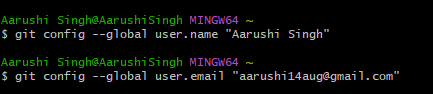 Aarushi Singh@AarushiSingh MINGW64 ~
$ git config --global user.name "Aarushi Singh"
Aarushi Singh@AarushiSingh MINGW64 ~
$ git config --global user.email "aarushi14aug@gmail.com"